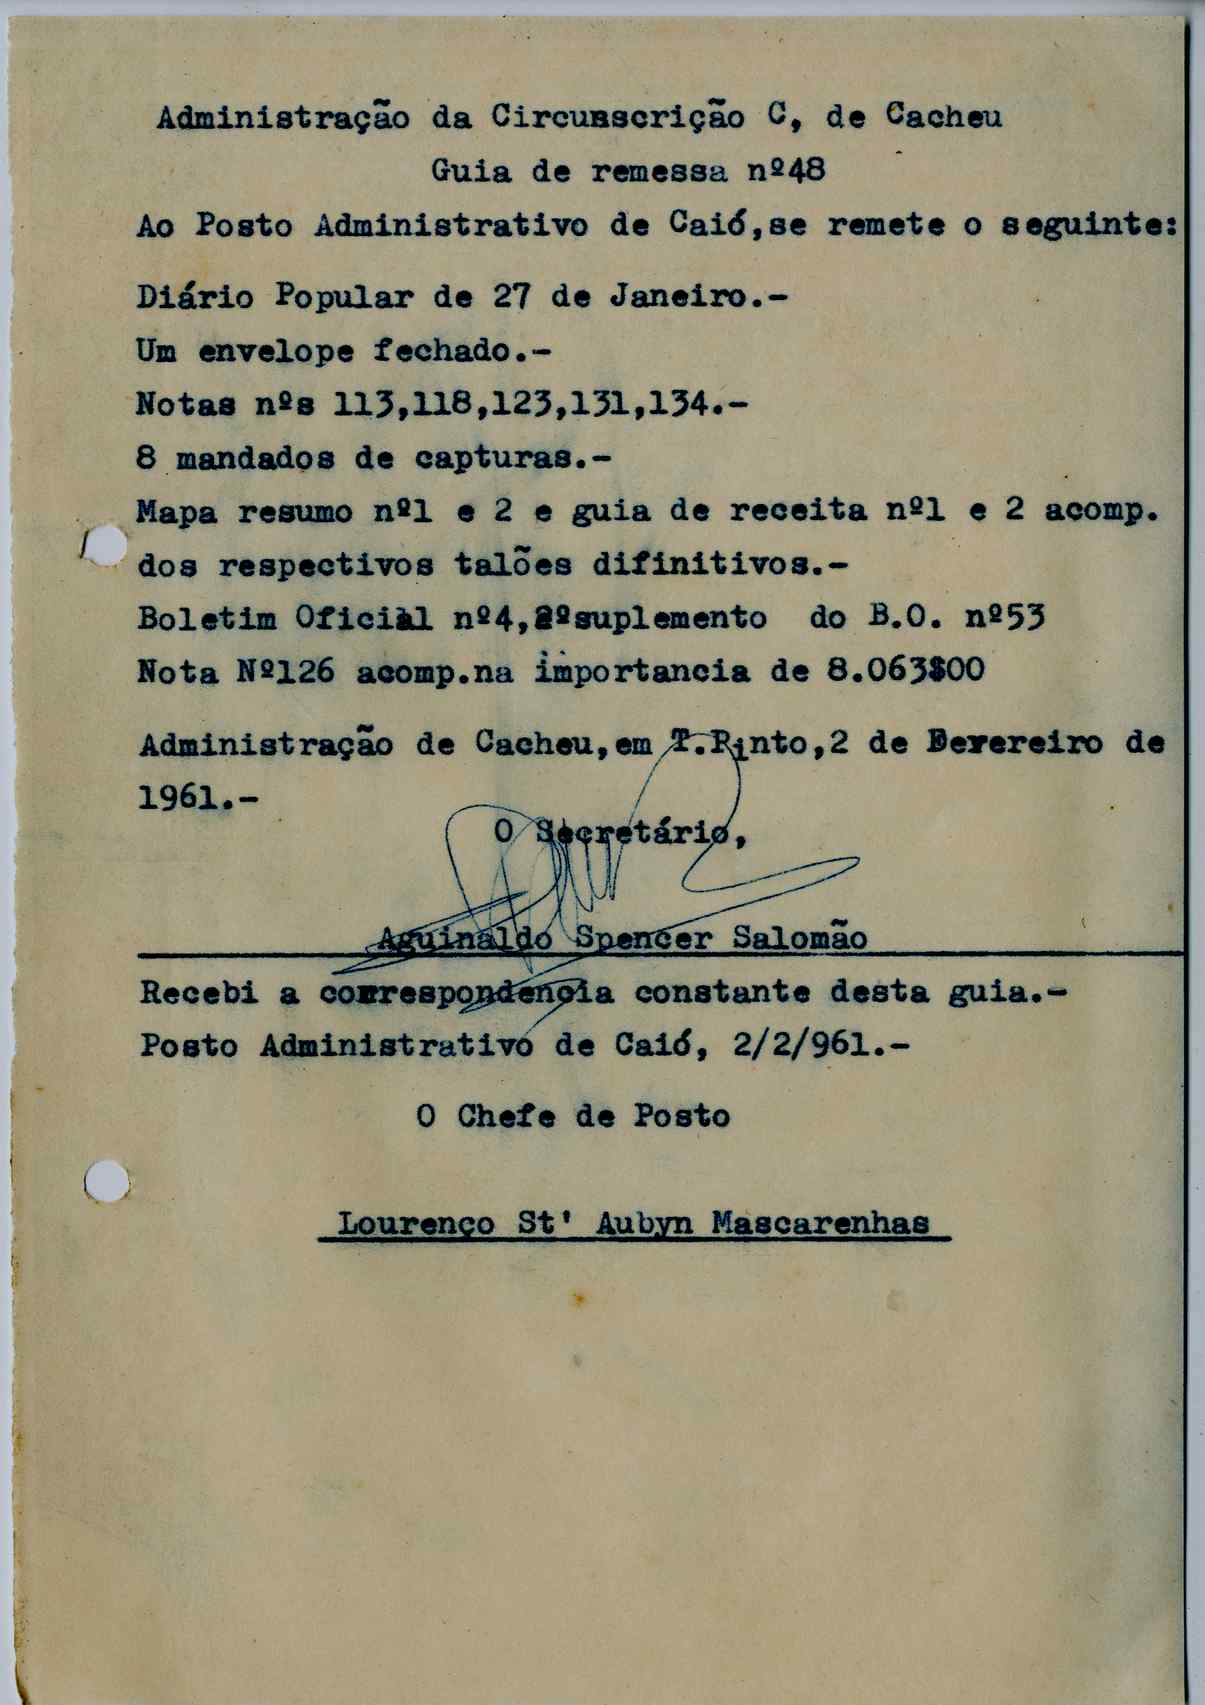 Administração da Circunscrição C, de Cacheu
Guia de remessa nº48
Ao Posto Administrativo de Caió,se remete o seguinte:
Diário Popular de 27 de Janeiro.-
Um envelope fechado.-
Notas nºs 113,118,123,131,134.-
8 mandados de capturas.-
Mapa resumo nº1 e 2 e guia de receita nº1 e 2 acomp.
dos respectivos talões difinitivos.-
Boletim Oficiàl nº4,2ºsuplemento do B.O. nº53
Nota Nº126 acomp.na importancia de 8.063$00
Administração de Cacheu,em T.Pinto,2 de Fevereiro de
1961.-
O Secretário,
Aguinaldo Spencer Salomão
Recebi a correspondencia constante desta guia.-
Posto Administrativo de Caió, 2/2/961.-
O Chefe de Posto
Lourenço St' Aubyn Mascarenhas